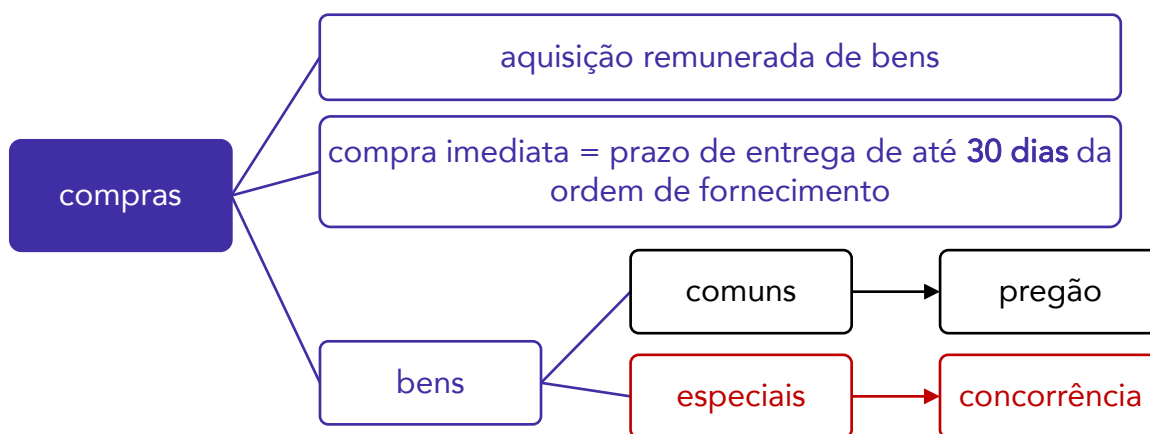 aquisição remunerada de bens
compra imediata = prazo de entrega de até 30 dias da
ordem de fornecimento
compras
comuns
pregão
bens
especiais
concorrência